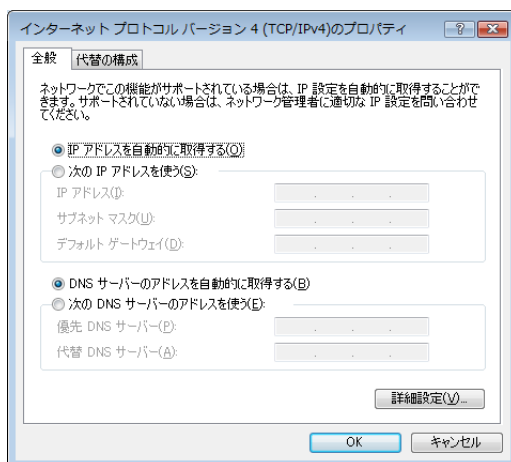 インターネット プロトコル バージョン 4 (TCP/IPv4)のプロパティ
全般
代替の構成
ネットワークでこの機能がサポートされている場合は、IP 設定を自動的に取得することがで
きます。サポートされていない場合は、ネットワーク管理者に適切な IP 設定を問い合わせ
てください。
IP アドレスを自動的に取得する(O)
次の IP アドレスを使う(S):
IP アドレス(I):
サブネット マスク(U):
デフォルト ゲートウェイ(D):
DNS サーバーのアドレスを自動的に取得する(B)
次の DNS サーバーのアドレスを使う(E):
優先 DNS サーバー(P):
代替 DNS サーバー(A):
詳細設定(V)...
OK
キャンセル